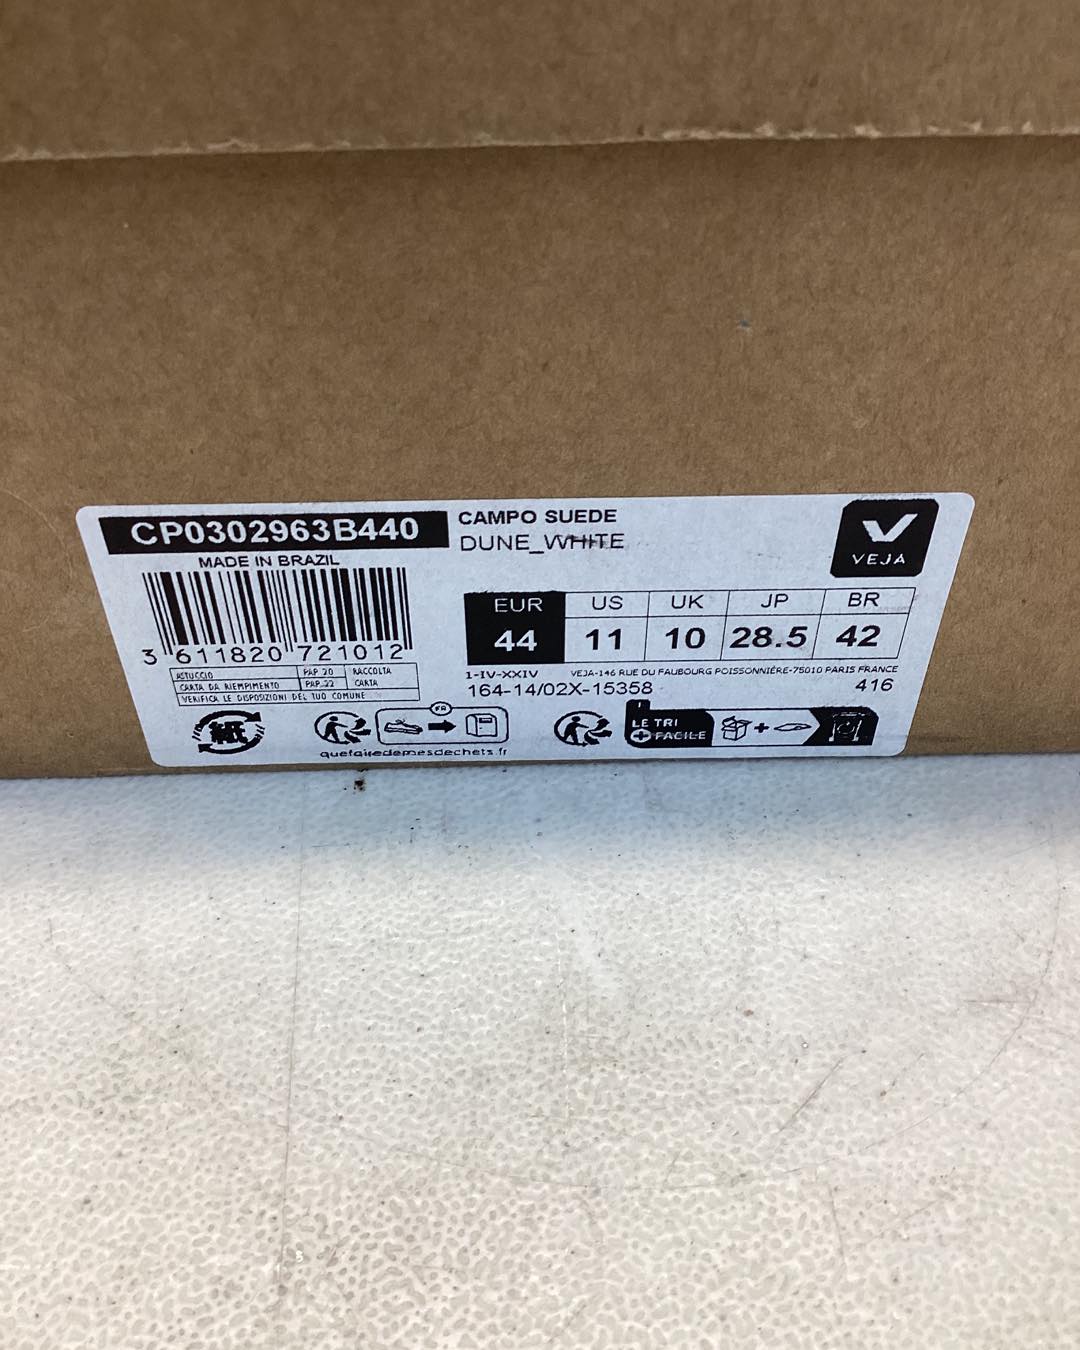 CP0302963B440
MADE IN BRAZIL
3 611820 721012
ASTUCCIO PAP 20 RACCOLTA
CARTA DA RIEMPIMENTO PAP 22 CARTA
VERIFICA LE DISPOSIZIONI DEL TUO COMUNE
CAMPO SUEDE
DUNE_WHITE
VEJA
EUR US UK JP BR
44 11 10 28.5 42
1-IV-XXIV VEJA-146 RUE DU FAUBOURG POISSONNIÈRE-75010 PARIS FRANCE
164-14/02X-15358 416
FR
quefairedemesdechets.fr
LE TRI
+ FACILE